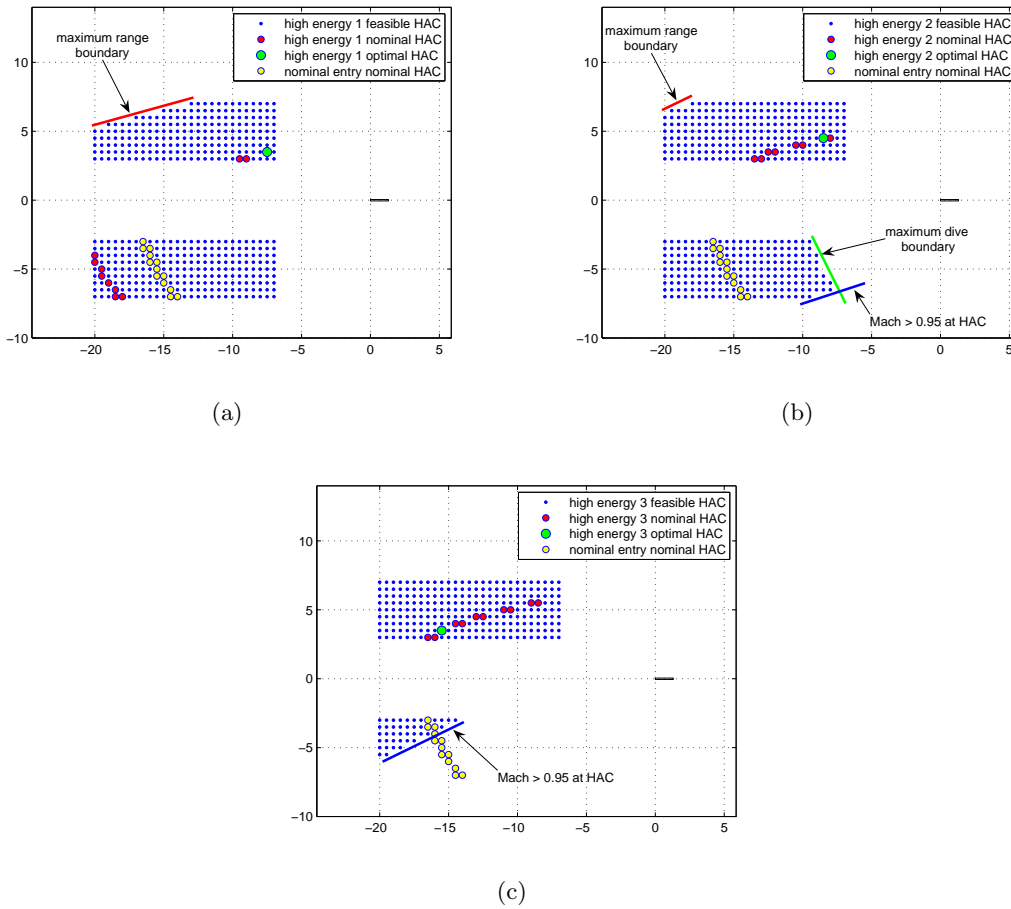 high energy 1 feasible HAC
high energy 1 nominal HAC
high energy 1 optimal HAC
nominal entry nominal HAC
maximum range
boundary
10
5
0
−5
−10
−20
−15
−10
−5
0
5
(a)
high energy 2 feasible HAC
high energy 2 nominal HAC
high energy 2 optimal HAC
nominal entry nominal HAC
maximum range
boundary
maximum dive
boundary
Mach > 0.95 at HAC
10
5
0
−5
−10
−20
−15
−10
−5
0
5
(b)
high energy 3 feasible HAC
high energy 3 nominal HAC
high energy 3 optimal HAC
nominal entry nominal HAC
Mach > 0.95 at HAC
10
5
0
−5
−10
−20
−15
−10
−5
0
5
(c)